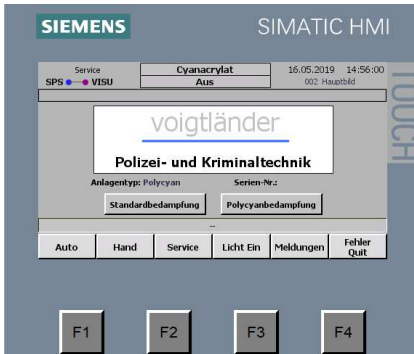 SIEMENS SIMATIC HMI
Service Cyanacrylat 16.05.2019 14:56:00
SPS VISU Aus 002 Hauptbild
TOUCH
voigtländer
Polizei- und Kriminaltechnik
Anlagentyp: Polycyan Serien-Nr.:
Standardbedampfung Polycyanbedampfung
--
Auto Hand Service Licht Ein Meldungen Fehler Quit
F1 F2 F3 F4